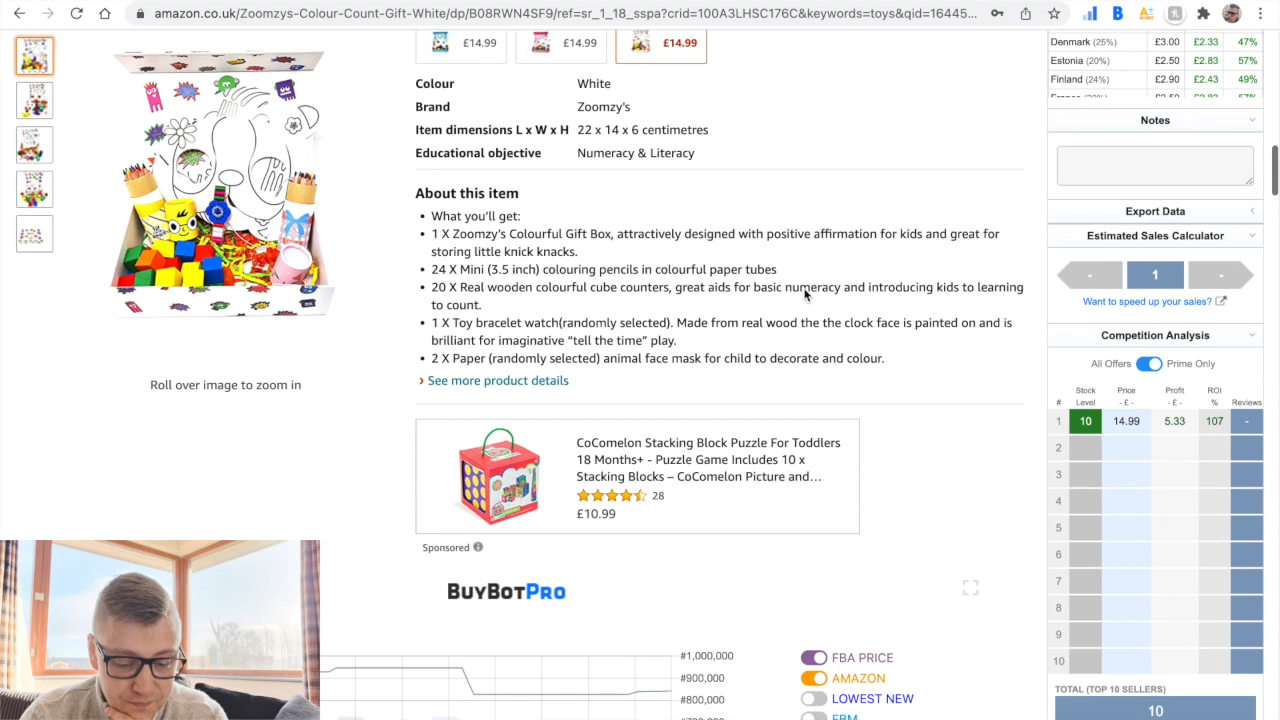 amazon.co.uk/Zoomzys-Colour-Count-Gift-White/dp/B08RWN4SF9/ref=sr_1_18_sspa?crid=100A3LHSC176C&keywords=toys&qid=16445...
£14.99
£14.99
£14.99
Colour White
Brand Zoomzy's
Item dimensions L x W x H 22 x 14 x 6 centimetres
Educational objective Numeracy & Literacy
About this item
• What you'll get:
• 1 X Zoomzy's Colourful Gift Box, attractively designed with positive affirmation for kids and great for
storing little knick knacks.
• 24 X Mini (3.5 inch) colouring pencils in colourful paper tubes
• 20 X Real wooden colourful cube counters, great aids for basic numeracy and introducing kids to learning
to count.
• 1 X Toy bracelet watch(randomly selected). Made from real wood the the clock face is painted on and is
brilliant for imaginative “tell the time” play.
• 2 X Paper (randomly selected) animal face mask for child to decorate and colour.
› See more product details
Roll over image to zoom in
CoComelon Stacking Block Puzzle For Toddlers
18 Months+ - Puzzle Game Includes 10 x
Stacking Blocks – CoComelon Picture and…
28
£10.99
Sponsored
BUYBOTPRO
#1,000,000
#900,000
#800,000
FBA PRICE
AMAZON
LOWEST NEW
FBM
Denmark (25%) £3.00 £2.33 47%
Estonia (20%) £2.50 £2.83 57%
Finland (24%) £2.90 £2.43 49%
Notes
Export Data
Estimated Sales Calculator
- 1 -
Want to speed up your sales?
Competition Analysis
All Offers Prime Only
# Stock Level Price - £ - Profit - £ - ROI % Reviews
1 10 14.99 5.33 107 -
2
3
4
5
6
7
8
9
10
TOTAL (TOP 10 SELLERS)
10